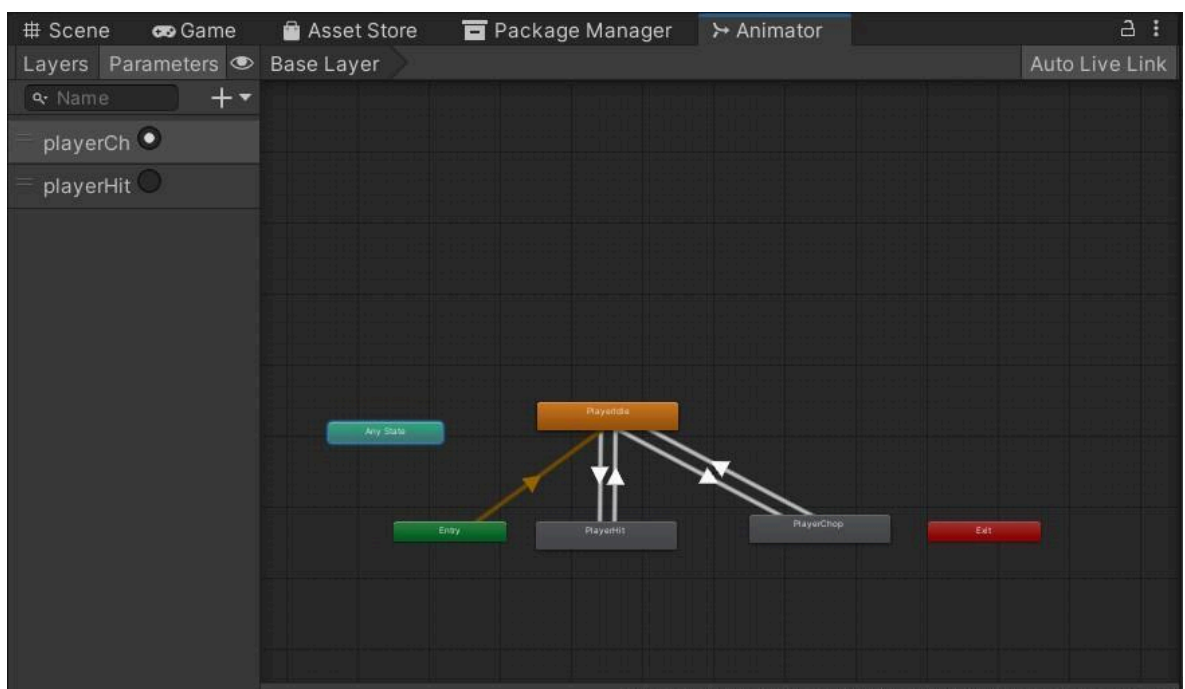 Scene Game Asset Store Package Manager Animator
Layers Parameters Base Layer Auto Live Link
Name
playerCh
playerHit
PlayerIdle
Any State
Entry PlayerHit PlayerChop Exit